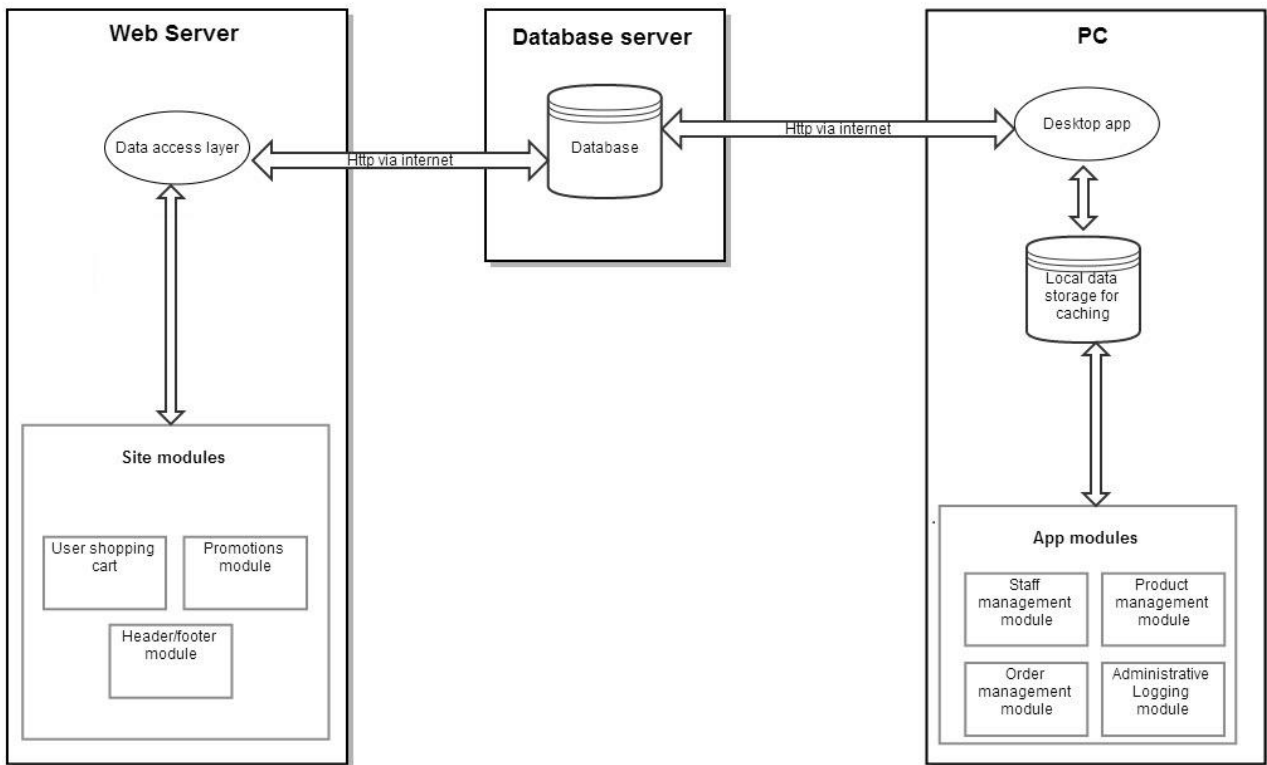 Web Server
Database server
PC
Data access layer
Http via internet
Database
Http via internet
Desktop app
Local data
storage for
caching
Site modules
User shopping
cart
Promotions
module
Header/footer
module
App modules
Staff
management
module
Product
management
module
Order
management
module
Administrative
Logging
module